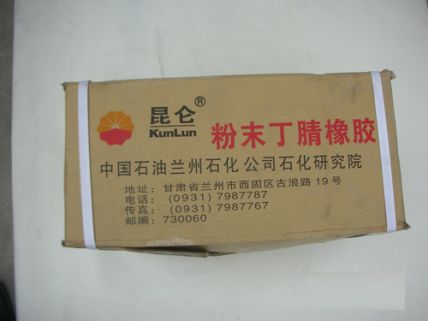 昆仑®
KunLun
粉末丁腈橡胶
中国石油兰州石化公司石化研究院
地址: 甘肃省兰州市西固区古浪路19号
电话: (0931) 7987787
传真: (0931) 7987767
邮编: 730060